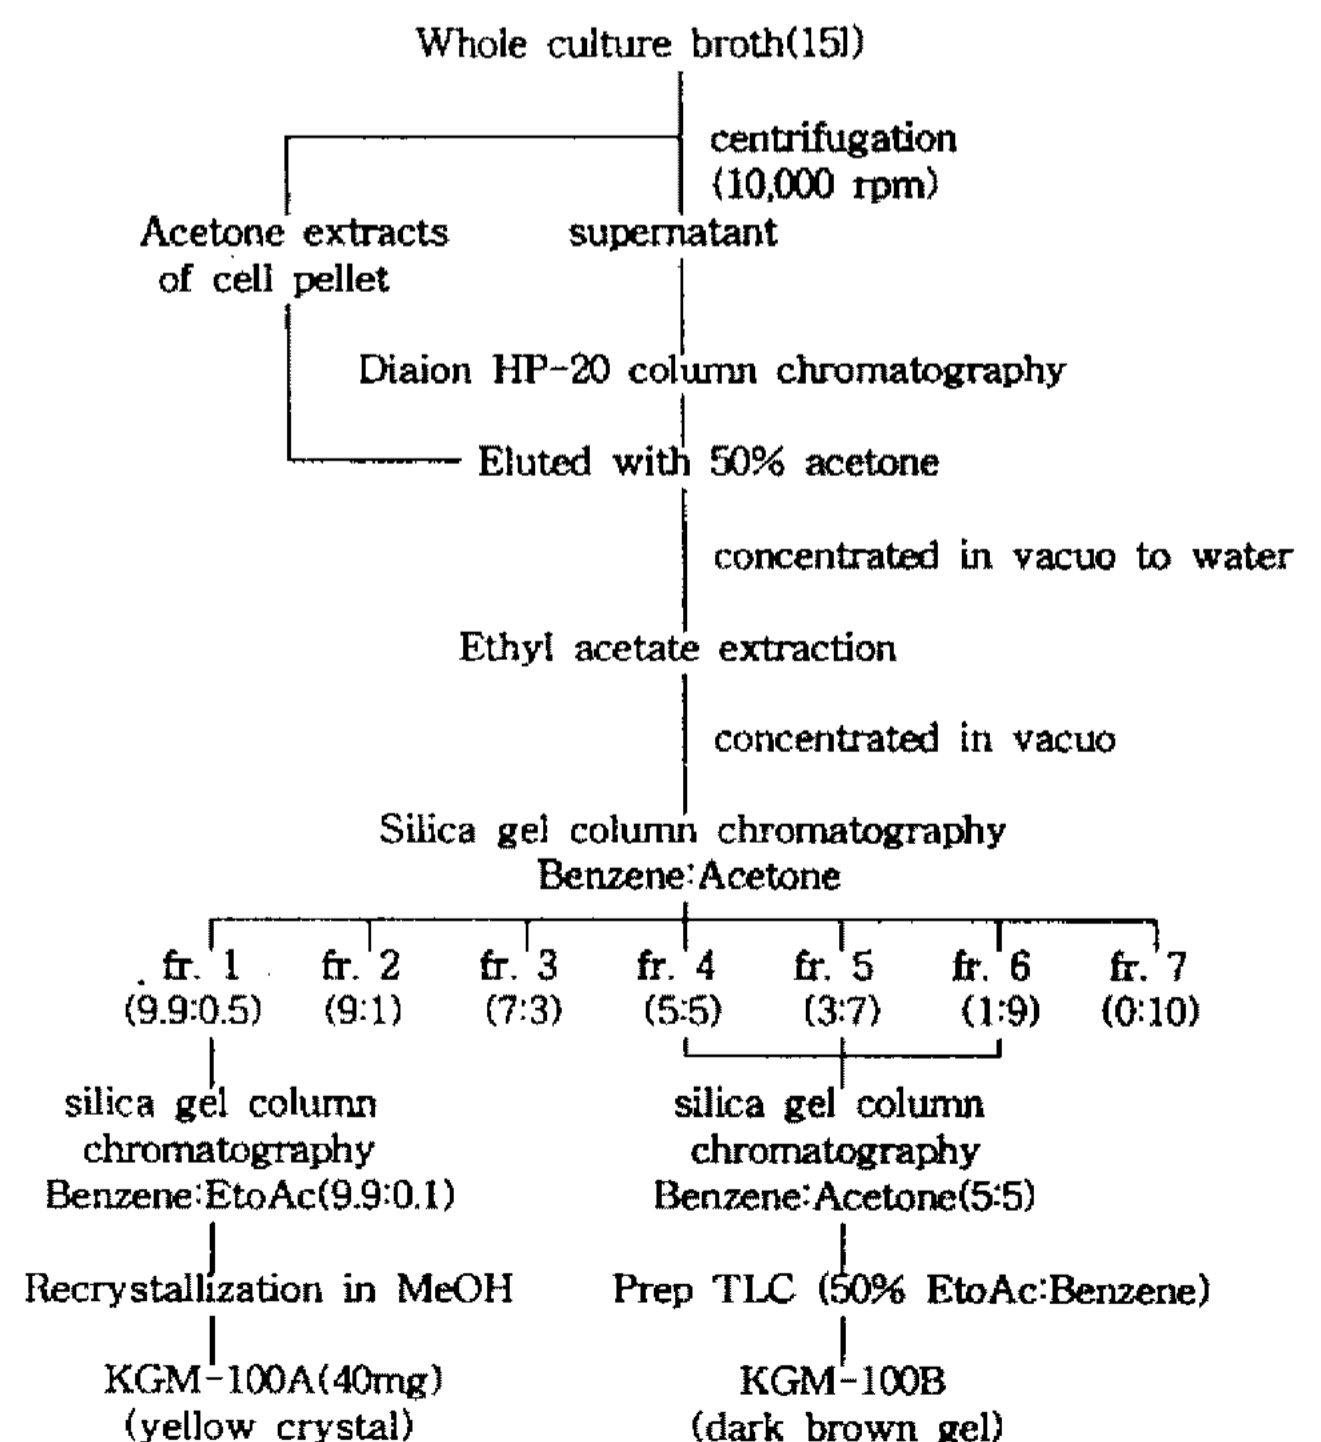 Whole culture broth(15l)
centrifugation
(10,000 rpm)
Acetone extracts
of cell pellet
supernatant
Diaion HP-20 column chromatography
Eluted with 50% acetone
concentrated in vacuo to water
Ethyl acetate extraction
concentrated in vacuo
Silica gel column chromatography
Benzene:Acetone
fr. 1 fr. 2 fr. 3 fr. 4 fr. 5 fr. 6 fr. 7
(9.9:0.5) (9:1) (7:3) (5:5) (3:7) (1:9) (0:10)
silica gel column
chromatography
Benzene:EtoAc(9.9:0.1)
Recrystallization in MeOH
KGM-100A(40mg)
(yellow crystal)
silica gel column
chromatography
Benzene:Acetone(5:5)
Prep TLC (50% EtoAc:Benzene)
KGM-100B
(dark brown gel)